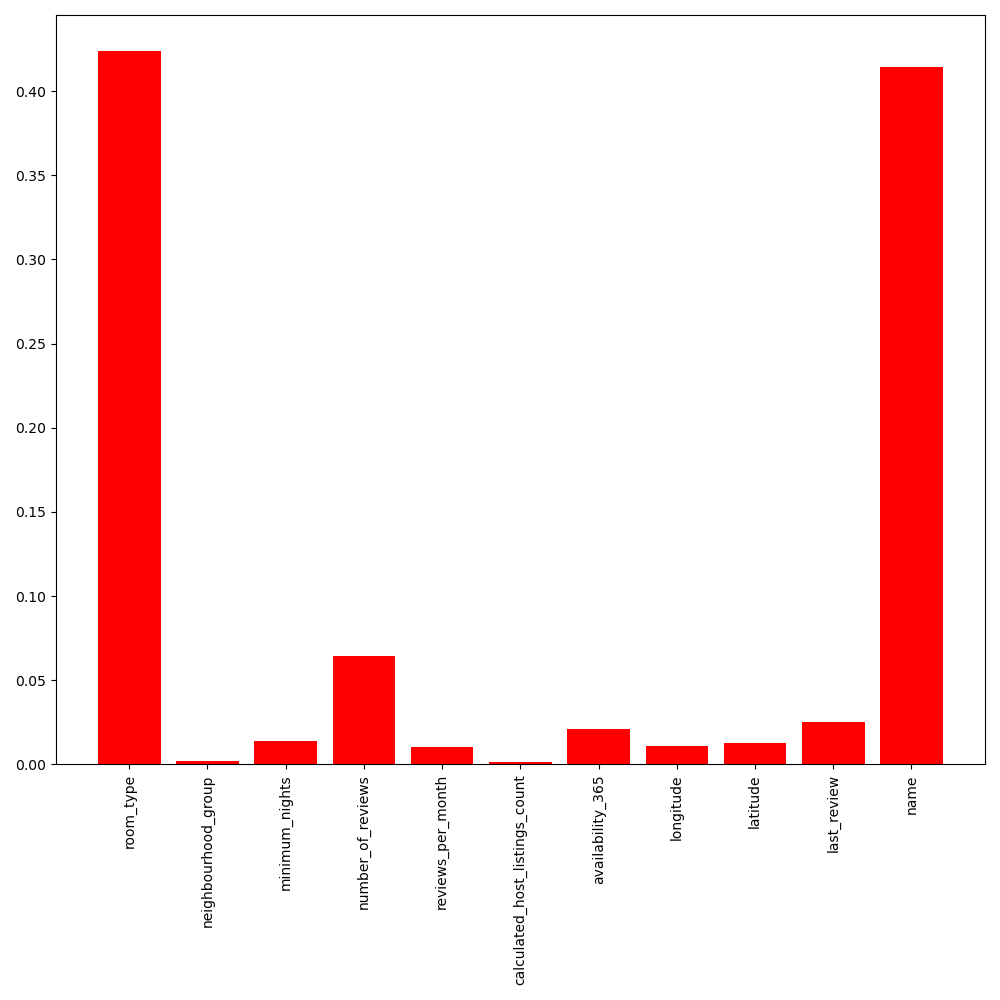 0.40
0.35
0.30
0.25
0.20
0.15
0.10
0.05
0.00
room_type
neighbourhood_group
minimum_nights
number_of_reviews
reviews_per_month
calculated_host_listings_count
availability_365
longitude
latitude
last_review
name